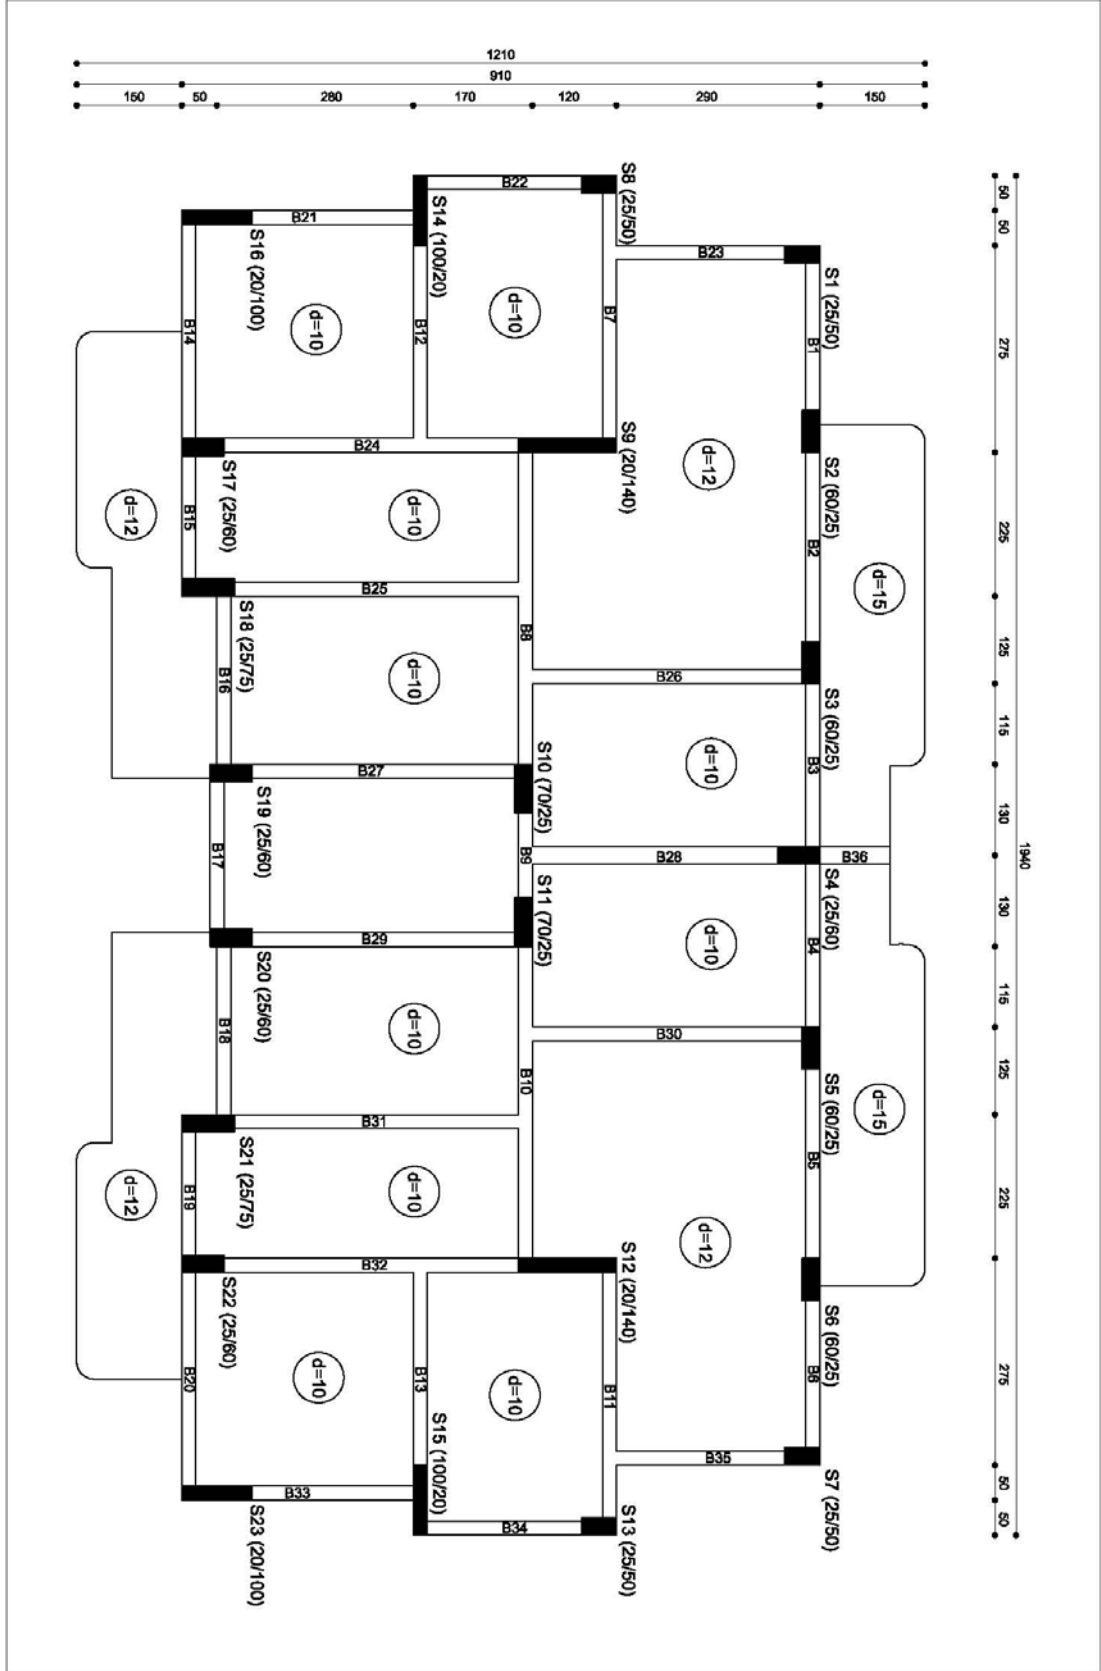 1210
910
150 50 280 170 120 290 150
50
50
275
225
125
115
130
130
115
125
225
275
50
50
1940
S8 (25/50)
B22
S14 (100/20)
B21
S16 (20/100)
B23
S1 (25/50)
d=10
d=10
B14
B12
B7
B1
S9 (20/140)
B24
S17 (25/60)
d=12
S2 (60/25)
d=12
B15
d=10
B2
d=15
B25
S18 (25/75)
B8
B16
d=10
B26
S3 (60/25)
S10 (70/25)
d=10
B3
B27
S19 (25/60)
B17
B9
B28
B36
S11 (70/25)
S4 (25/60)
B29
S20 (25/60)
d=10
B4
B18
d=10
B30
B10
S5 (60/25)
d=15
B31
S21 (25/75)
d=12
B19
d=10
B5
d=12
S12 (20/140)
B32
S22 (25/60)
S6 (60/25)
B20
d=10
B13
d=10
B11
B6
S15 (100/20)
B35
S7 (25/50)
B33
S23 (20/100)
B34
S13 (25/50)